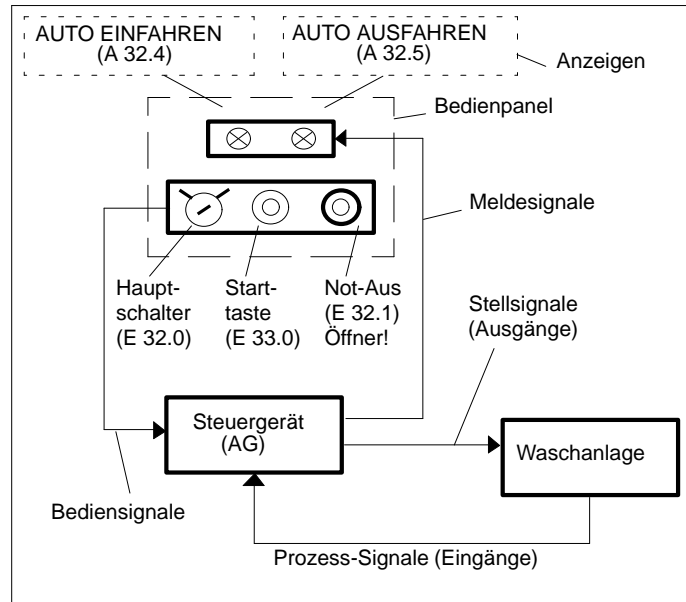 AUTO EINFAHREN
(A 32.4)
AUTO AUSFAHREN
(A 32.5)
Anzeigen
Bedienpanel
Meldesignale
Haupt-
schalter
(E 32.0)
Start-
taste
(E 33.0)
Not-Aus
(E 32.1)
Öffner!
Stellsignale
(Ausgänge)
Steuergerät
(AG)
Waschanlage
Bediensignale
Prozess-Signale (Eingänge)